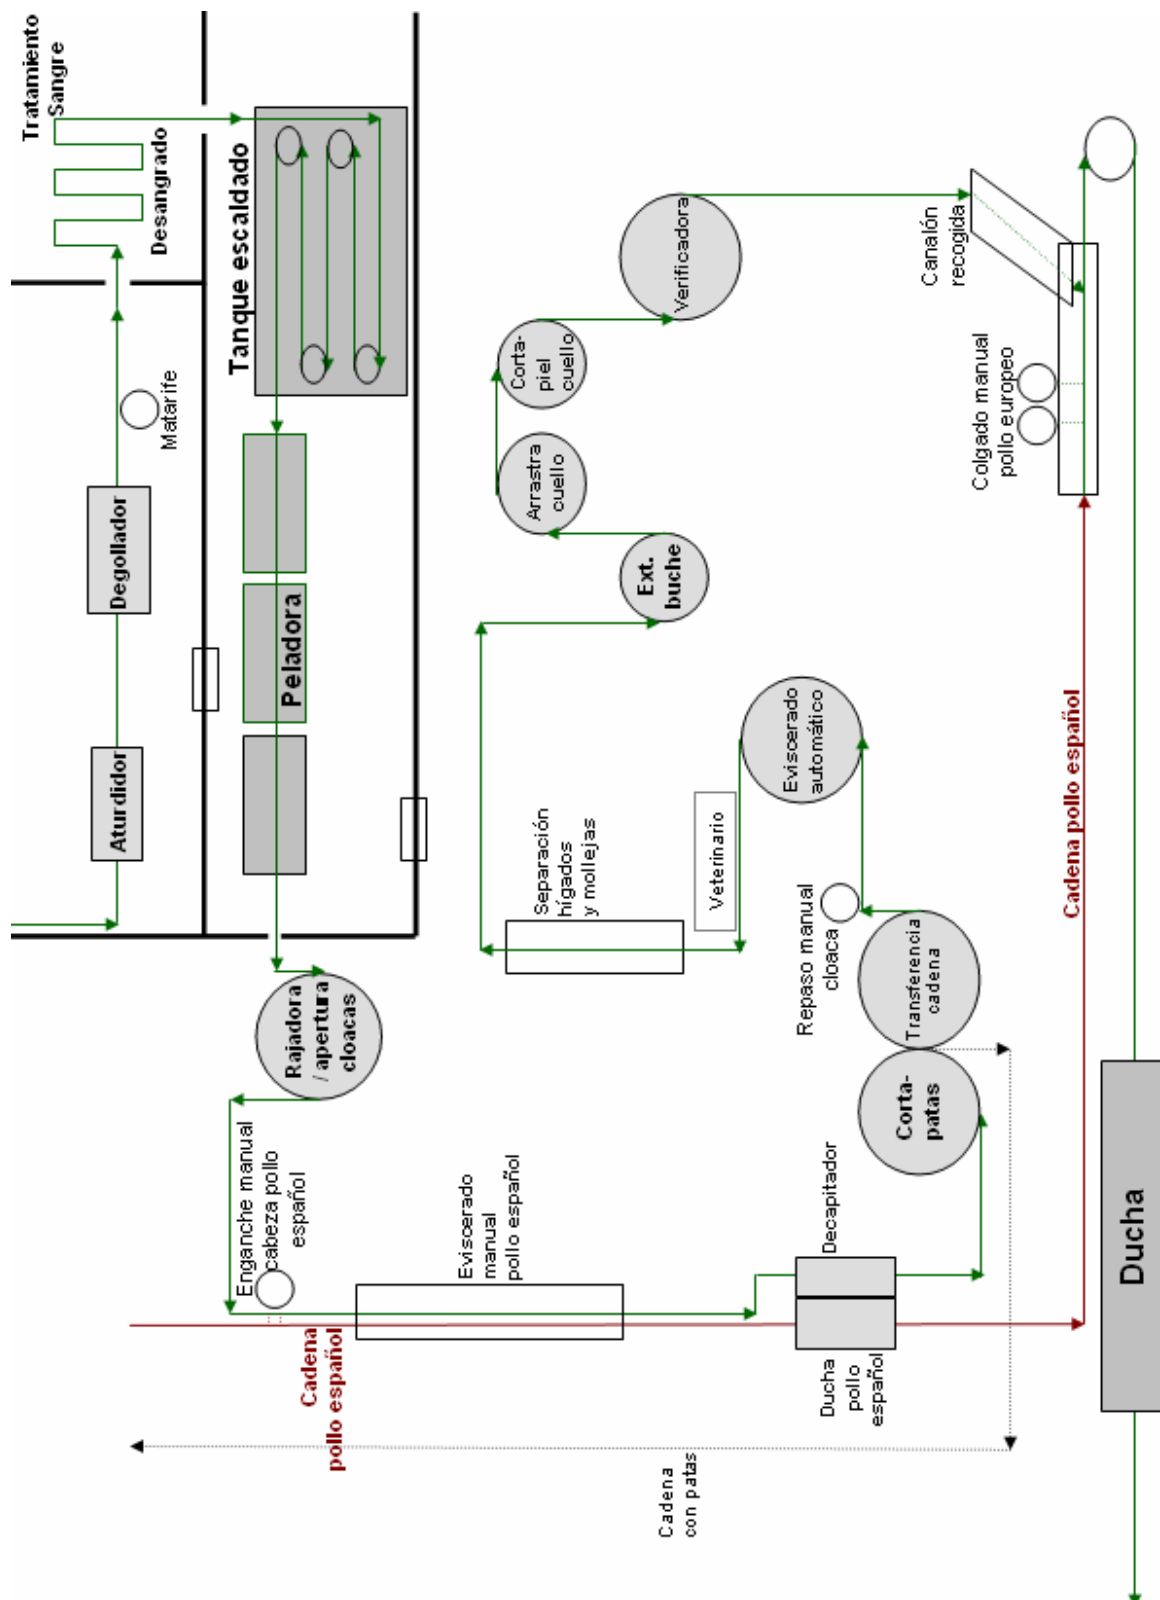 Tratamiento
Sangre
Desangrado
Matarife
Degollador
Aturdidor
Tanque escaldado
Peladora
Rajadora
/ apertura
cloacas
Enganche manual
cabeza pollo
español
Cadena
pollo español
Eviscerado
manual
pollo español
Decapitador
Ducha
pollo
español
Cadena
con patas
Corta-
patas
Transferencia
cadena
Repaso manual
cloaca
Eviscerado
automático
Veterinario
Separación
hígados
y mollejas
Ext.
buche
Arrastra
cuello
Corta-
piel
cuello
Verificadora
Canalón
recogida
Colgado manual
pollo europeo
Cadena pollo español
Ducha